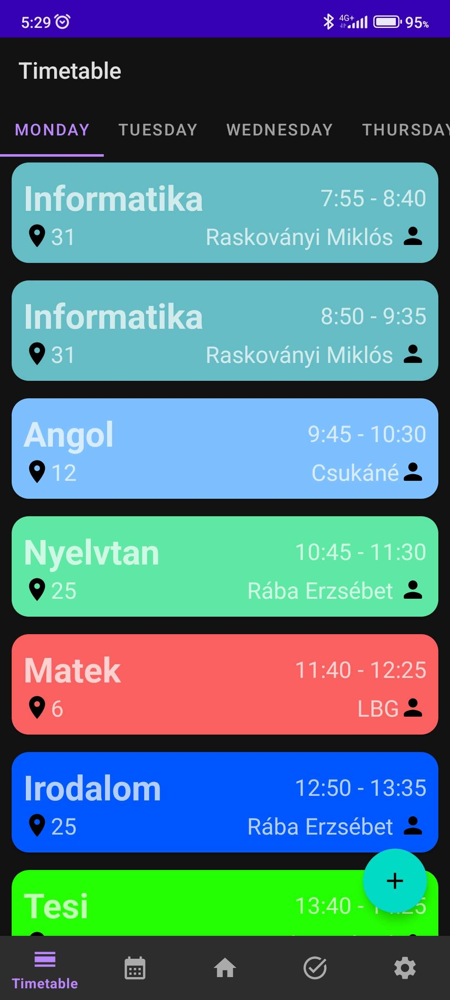 5:29 4G+ 95%
Timetable
MONDAY TUESDAY WEDNESDAY THURSDAY
Informatika 7:55 - 8:40
31 Raskoványi Miklós
Informatika 8:50 - 9:35
31 Raskoványi Miklós
Angol 9:45 - 10:30
12 Csukáné
Nyelvtan 10:45 - 11:30
25 Rába Erzsébet
Matek 11:40 - 12:25
6 LBG
Irodalom 12:50 - 13:35
25 Rába Erzsébet
Tesi 13:40 -
Timetable